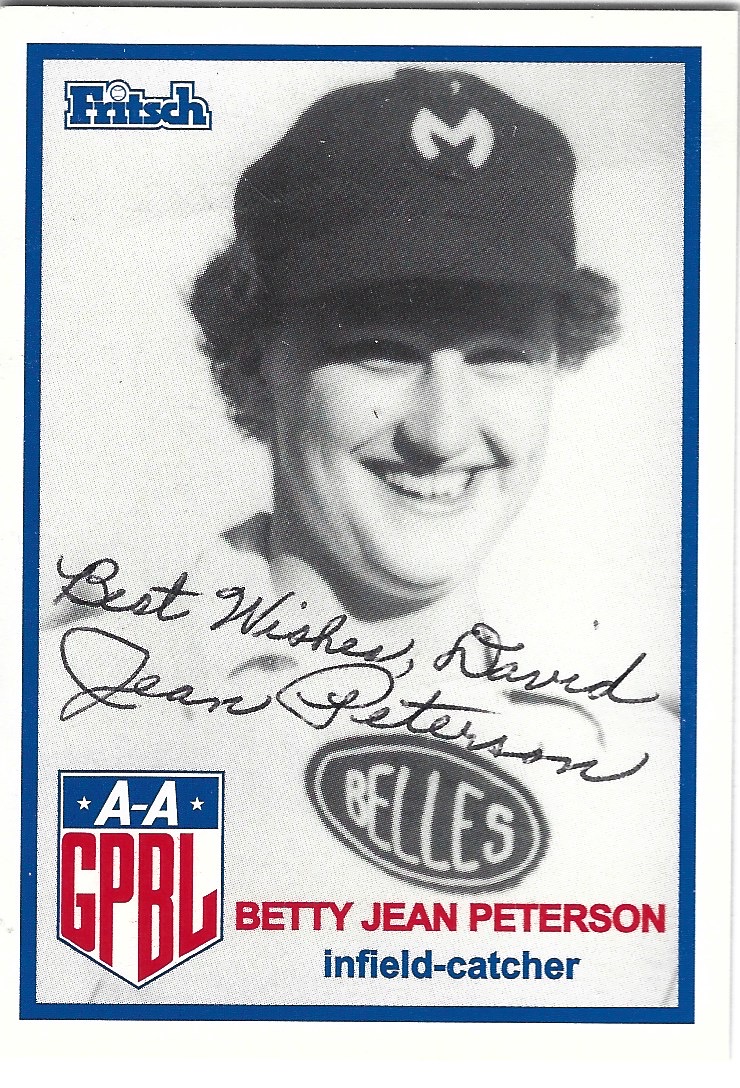 Fritsch
M
Best Wishes, David
Jean Peterson
BELLES
A-A
GPBL
BETTY JEAN PETERSON
infield-catcher